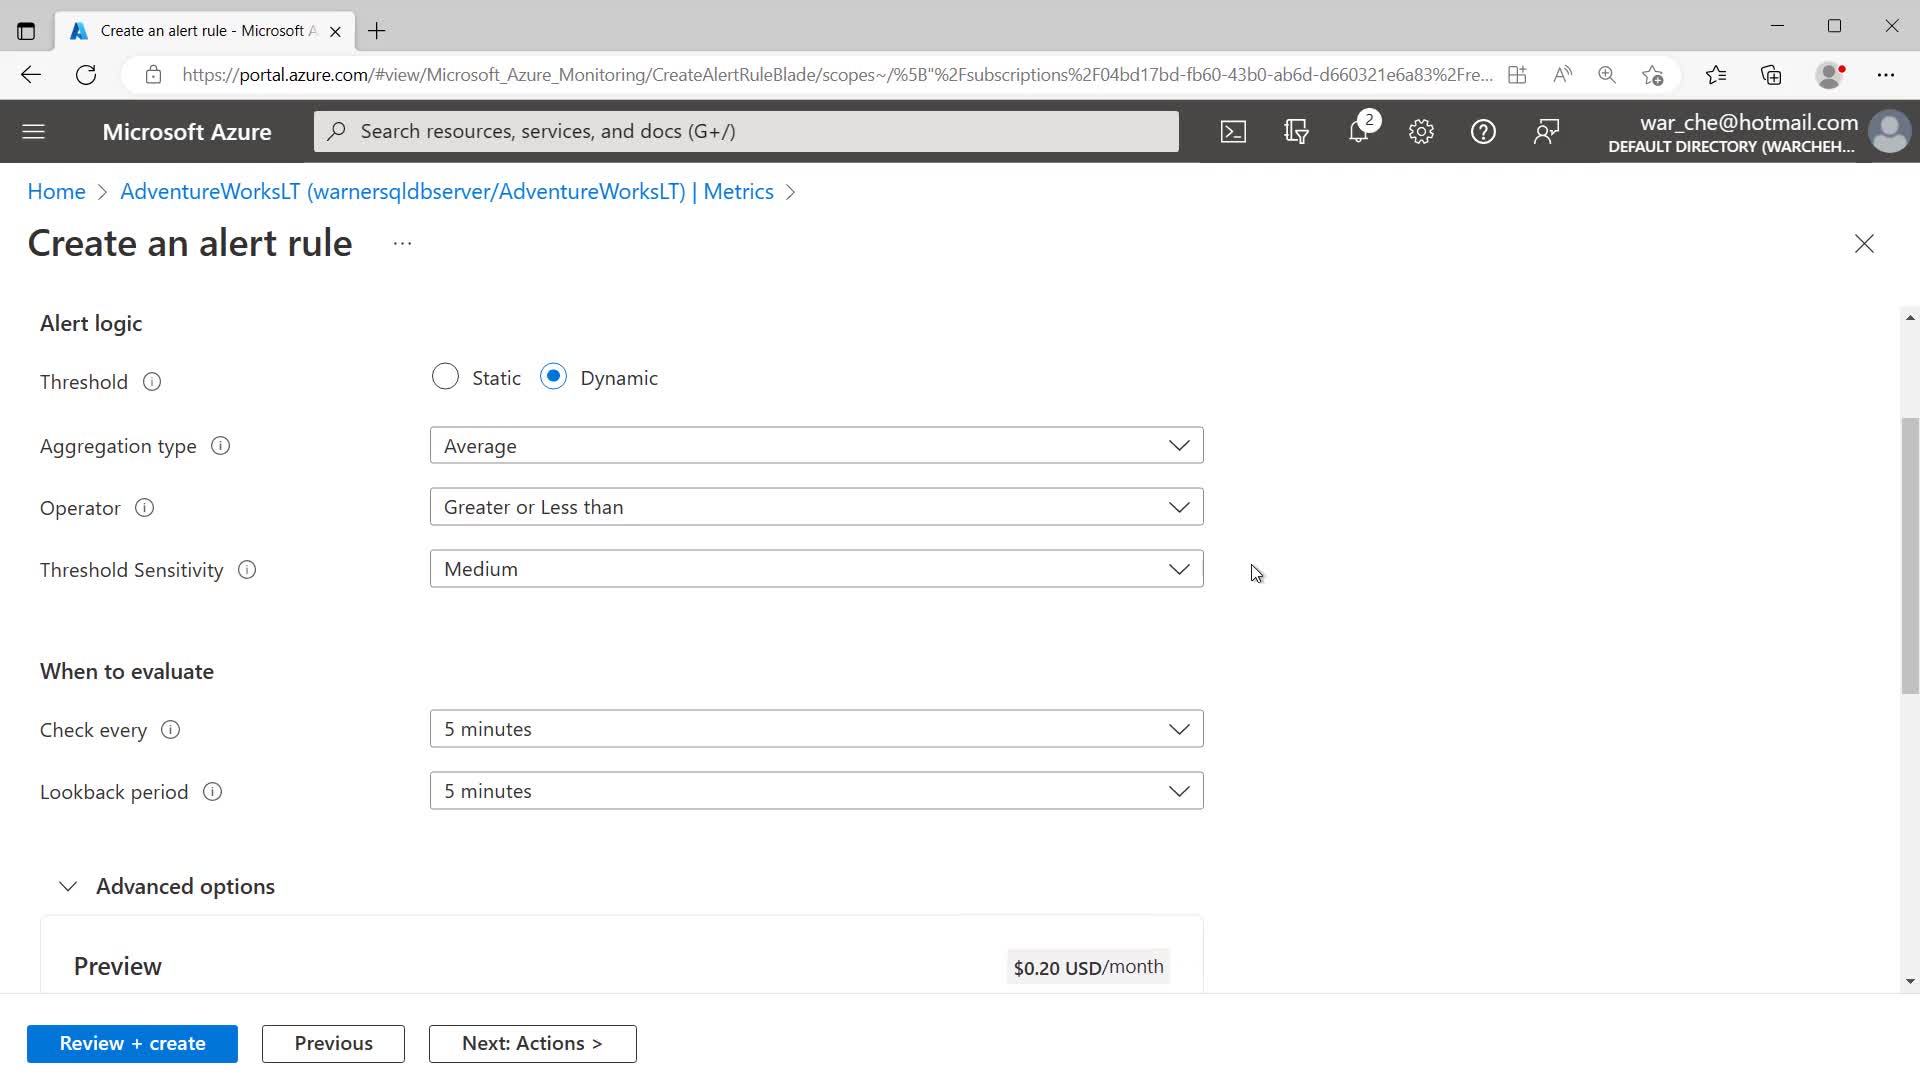 Create an alert rule - Microsoft A
https://portal.azure.com/#view/Microsoft_Azure_Monitoring/CreateAlertRuleBlade/scopes~/%5B"%2Fsubscriptions%2F04bd17bd-fb60-43b0-ab6d-d660321e6a83%2Fre...
Microsoft Azure
Search resources, services, and docs (G+/)
2
war_che@hotmail.com
DEFAULT DIRECTORY (WARCHEH...
Home > AdventureWorksLT (warnersqldbserver/AdventureWorksLT) | Metrics >
Create an alert rule ...
Alert logic
Threshold
Static Dynamic
Aggregation type
Average
Operator
Greater or Less than
Threshold Sensitivity
Medium
When to evaluate
Check every
5 minutes
Lookback period
5 minutes
Advanced options
Preview
$0.20 USD/month
Review + create
Previous
Next: Actions >